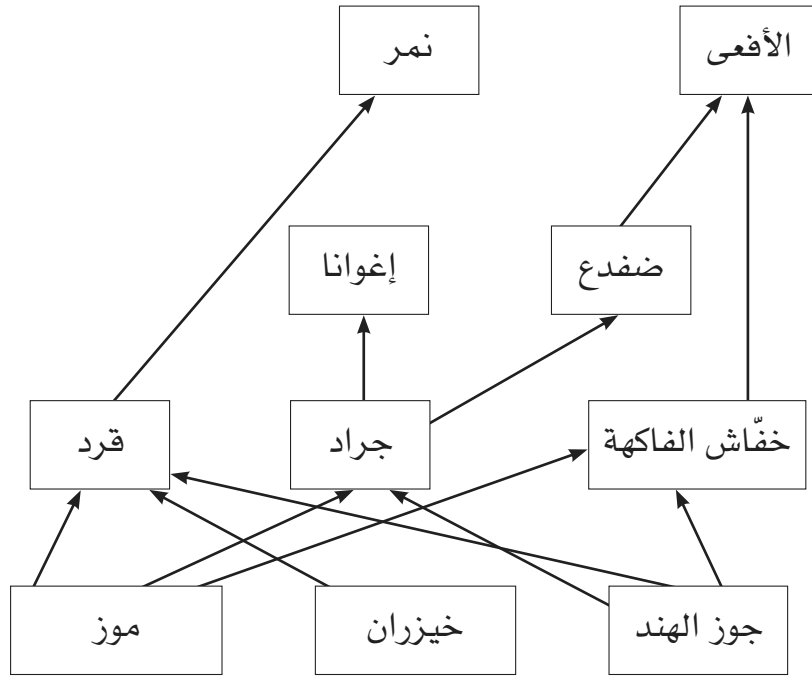 الأفعى
نمر
ضفدع
إغوانا
خفّاش الفاكهة
جراد
قرد
جوز الهند
خيزران
موز